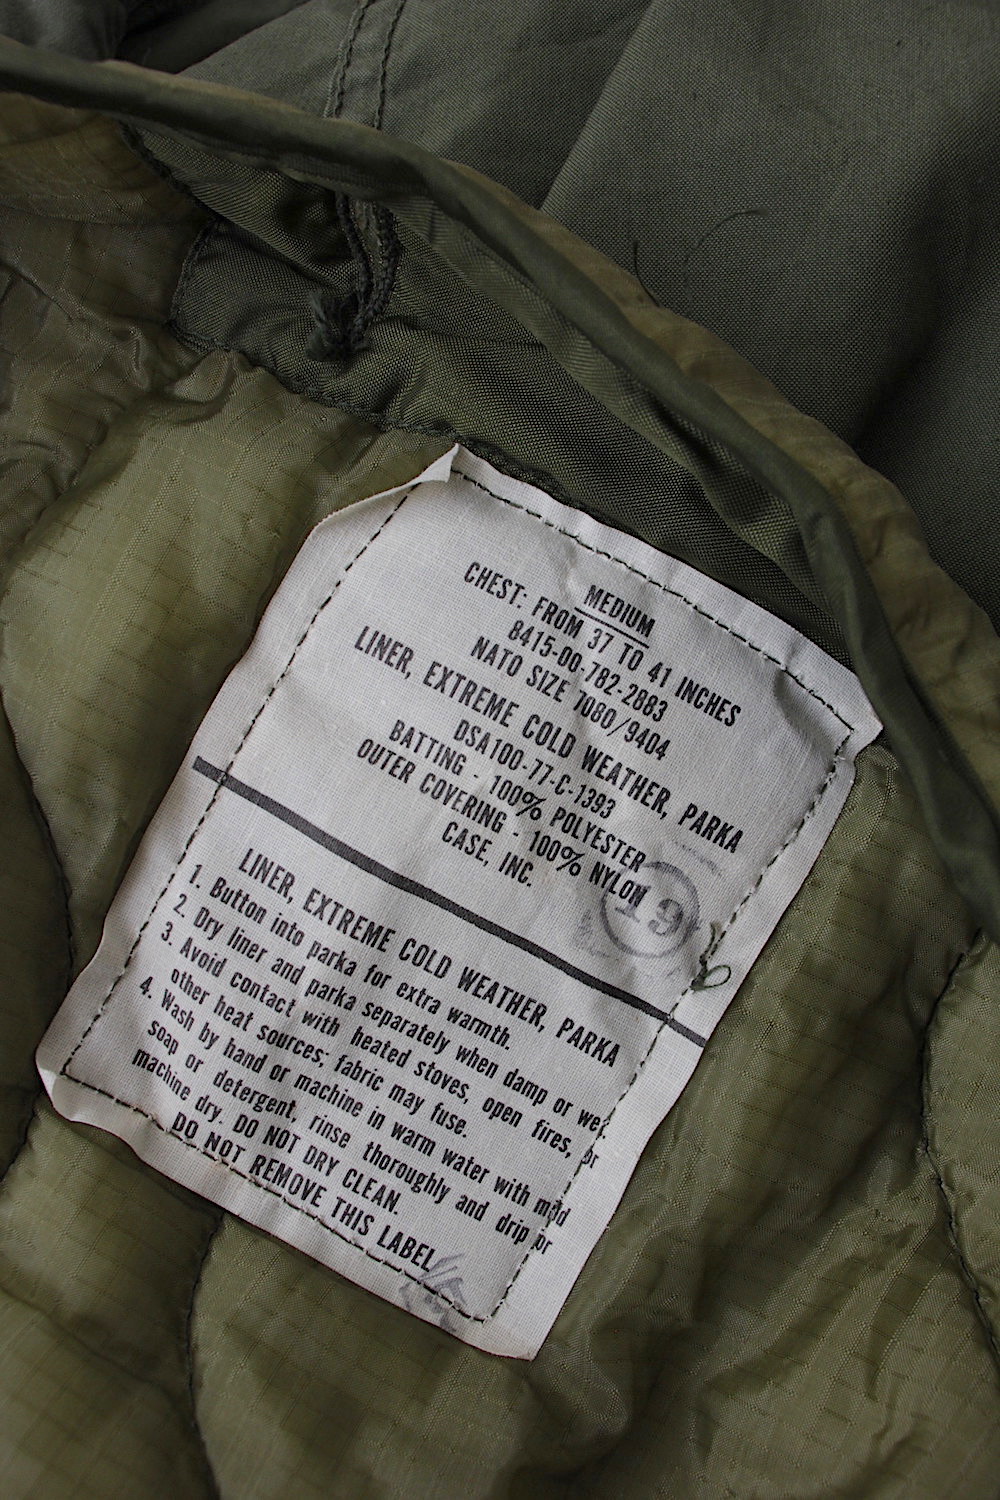 MEDIUM
CHEST: FROM 37 TO 41 INCHES
8415-00-782-2883
NATO SIZE 7080/9404
LINER, EXTREME COLD WEATHER, PARKA
DSA100-77-C-1393
BATTING - 100% POLYESTER
OUTER COVERING - 100% NYLON
CASE, INC.
19
LINER, EXTREME COLD WEATHER, PARKA
1. Button into parka for extra warmth.
2. Dry liner and parka separately when damp or wet.
3. Avoid contact with heated stoves, open fires, or
other heat sources; fabric may fuse.
4. Wash by hand or machine in warm water with mild
soap or detergent, rinse thoroughly and drip or
machine dry. DO NOT DRY CLEAN.
DO NOT REMOVE THIS LABEL